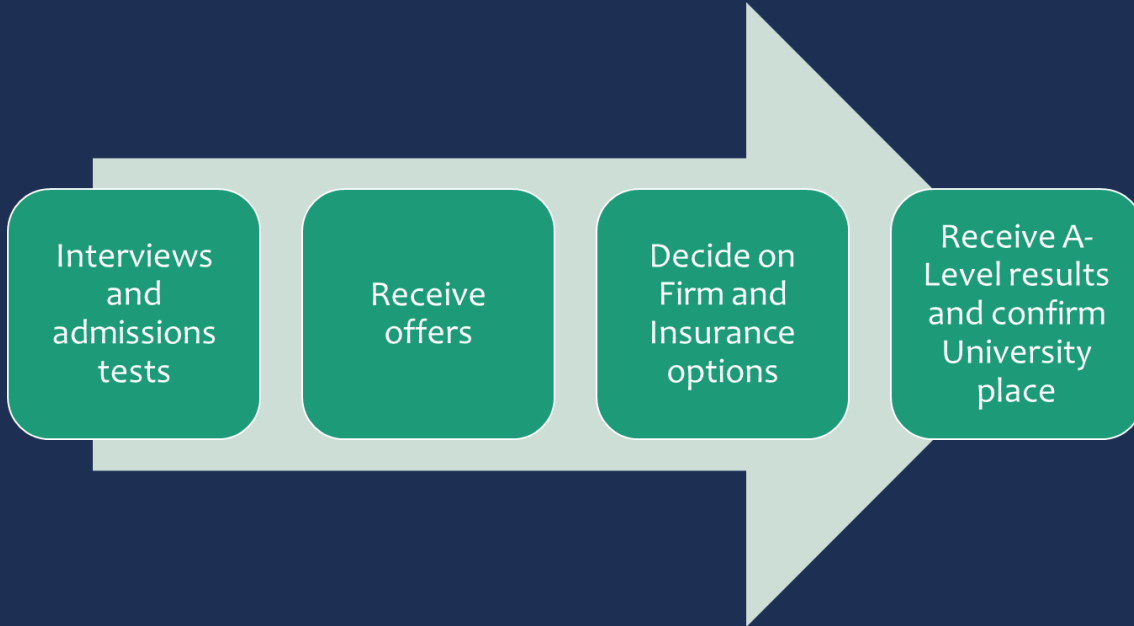 Interviews
and
admissions
tests
Receive
offers
Decide on
Firm and
Insurance
options
Receive A-
Level results
and confirm
University
place